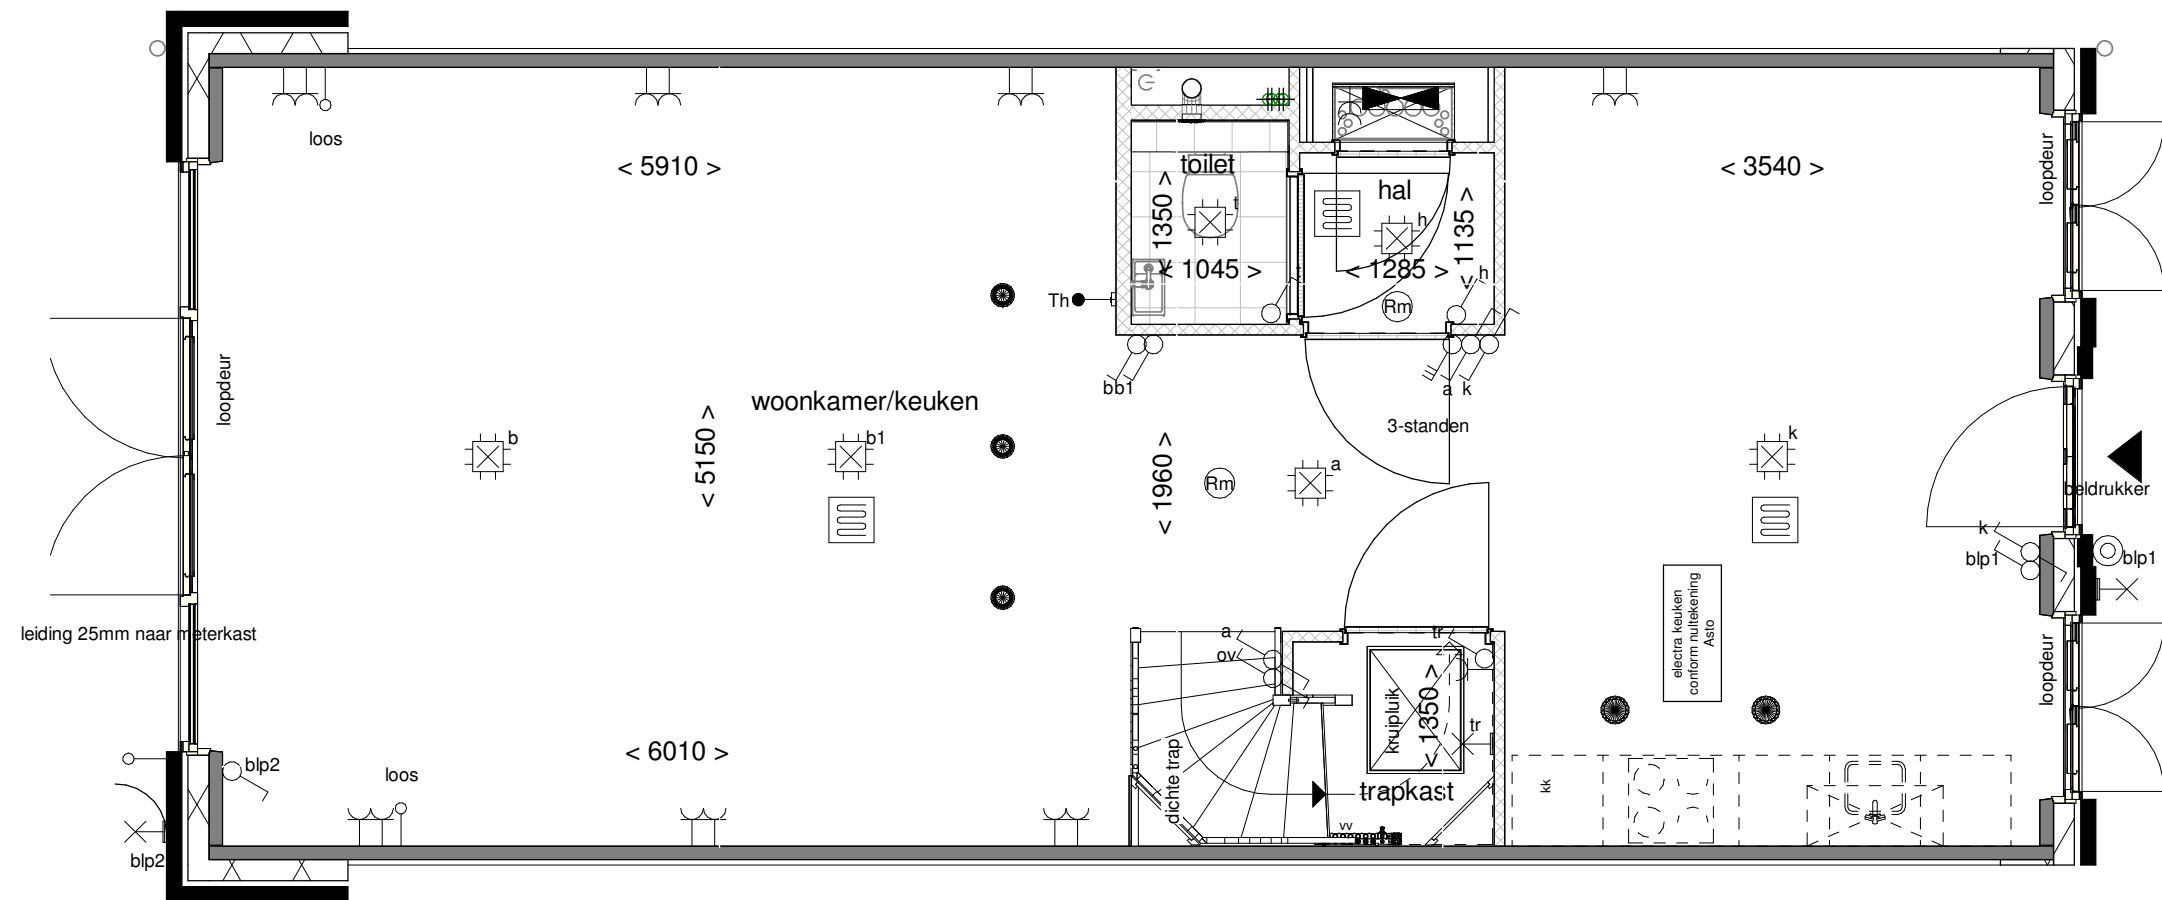 loos
< 5910 >
toilet
t
< 1350 >
< 1045 >
t
hal
h
< 1135 >
< 1285 >
h
Rm
Th
< 3540 >
loopdeur
bb1
a k
3-standen
loopdeur
woonkamer/keuken
< 5150 >
b
b1
< 1960 >
Rm
a
k
beldrukker
k
blp1
blp1
electra keuken
conform nultekening
Asto
leiding 25mm naar meterkast
a
ov
tr
kruipluik
< 1350 >
tr
loopdeur
< 6010 >
blp2
loos
dichte trap
trapkast
vv
kk
blp2